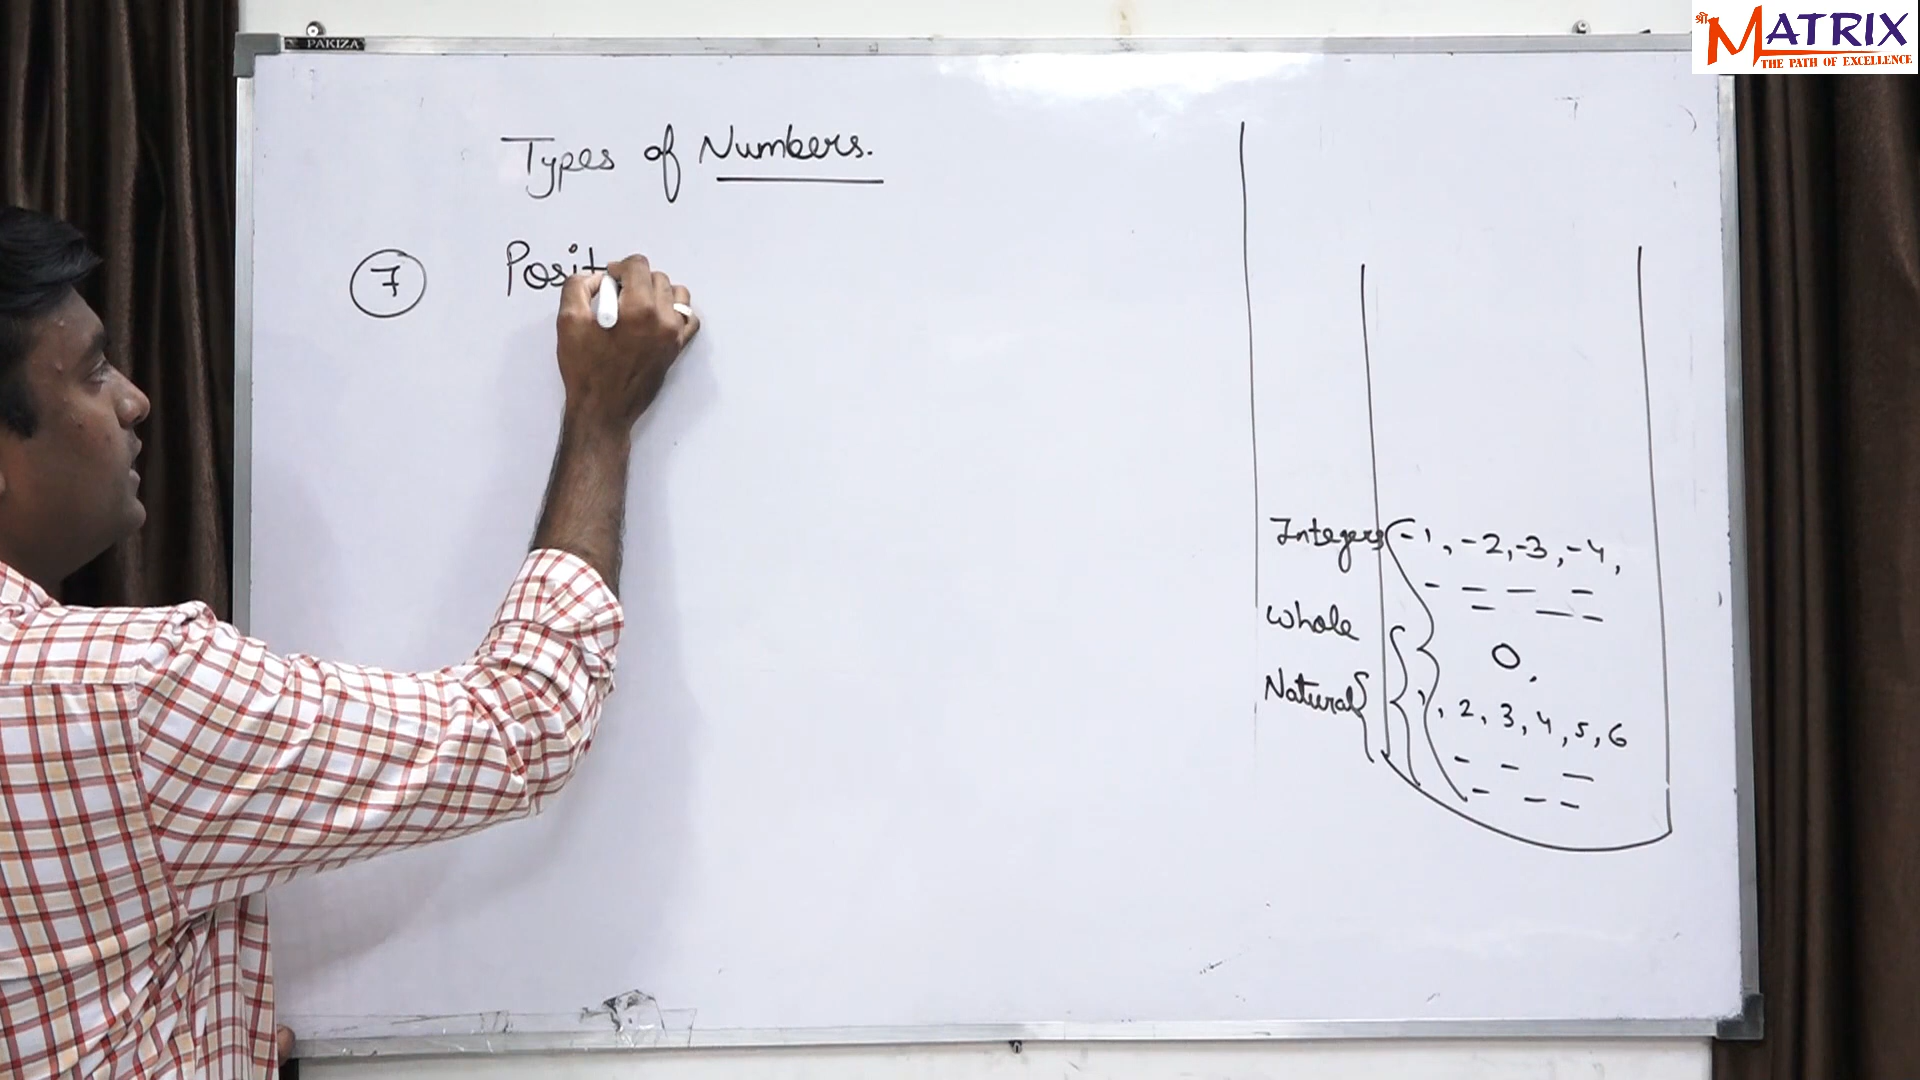 श्री MATRIX
THE PATH OF EXCELLENCE
PAKIZA
Types of Numbers.
7 Posit
Integers -1, -2, -3, -4,
Whole 0,
Natural 1, 2, 3, 4, 5, 6